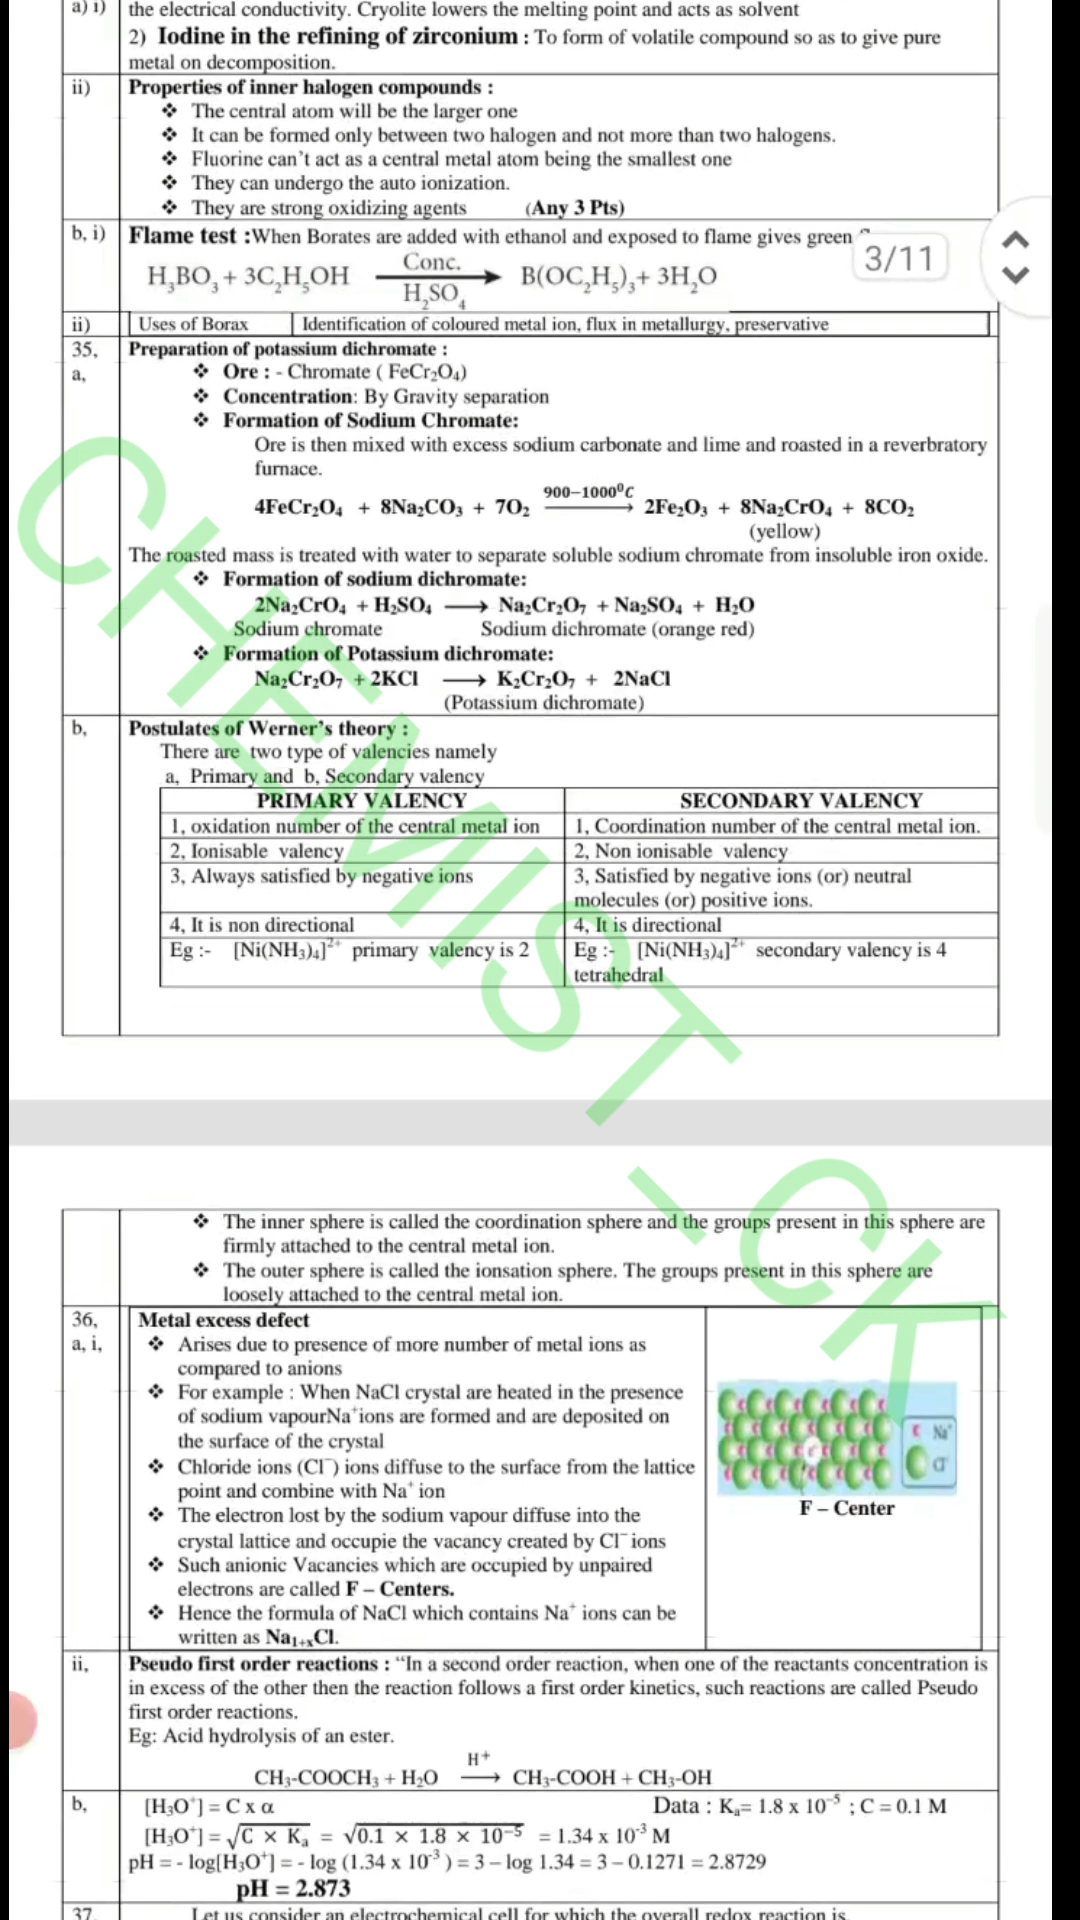 a) i) the electrical conductivity. Cryolite lowers the melting point and acts as solvent
2) Iodine in the refining of zirconium : To form of volatile compound so as to give pure
metal on decomposition.
ii) Properties of inner halogen compounds :
❖ The central atom will be the larger one
❖ It can be formed only between two halogen and not more than two halogens.
❖ Fluorine can't act as a central metal atom being the smallest one
❖ They can undergo the auto ionization.
❖ They are strong oxidizing agents (Any 3 Pts)
b, i) Flame test :When Borates are added with ethanol and exposed to flame gives green
3/11
H₃BO₃ + 3C₂H₅OH Conc. H₂SO₄ ⟶ B(OC₂H₅)₃+ 3H₂O
ii) Uses of Borax Identification of coloured metal ion, flux in metallurgy, preservative
35, Preparation of potassium dichromate :
a, ❖ Ore : - Chromate ( FeCr₂O₄)
❖ Concentration: By Gravity separation
❖ Formation of Sodium Chromate:
Ore is then mixed with excess sodium carbonate and lime and roasted in a reverbratory
furnace.
4FeCr₂O₄ + 8Na₂CO₃ + 7O₂ 900−1000⁰C ⟶ 2Fe₂O₃ + 8Na₂CrO₄ + 8CO₂
(yellow)
The roasted mass is treated with water to separate soluble sodium chromate from insoluble iron oxide.
❖ Formation of sodium dichromate:
2Na₂CrO₄ + H₂SO₄ ⟶ Na₂Cr₂O₇ + Na₂SO₄ + H₂O
Sodium chromate Sodium dichromate (orange red)
❖ Formation of Potassium dichromate:
Na₂Cr₂O₇ + 2KCl ⟶ K₂Cr₂O₇ + 2NaCl
(Potassium dichromate)
b, Postulates of Werner's theory :
There are two type of valencies namely
a, Primary and b, Secondary valency
PRIMARY VALENCY SECONDARY VALENCY
1, oxidation number of the central metal ion 1, Coordination number of the central metal ion.
2, Ionisable valency 2, Non ionisable valency
3, Always satisfied by negative ions 3, Satisfied by negative ions (or) neutral
molecules (or) positive ions.
4, It is non directional 4, It is directional
Eg :- [Ni(NH₃)₄]²⁺ primary valency is 2 Eg :- [Ni(NH₃)₄]²⁺ secondary valency is 4
tetrahedral
CHEMIST_CK
❖ The inner sphere is called the coordination sphere and the groups present in this sphere are
firmly attached to the central metal ion.
❖ The outer sphere is called the ionsation sphere. The groups present in this sphere are
loosely attached to the central metal ion.
36, Metal excess defect
a, i, ❖ Arises due to presence of more number of metal ions as
compared to anions
❖ For example : When NaCl crystal are heated in the presence
of sodium vapourNa⁺ions are formed and are deposited on
the surface of the crystal
❖ Chloride ions (Cl⁻) ions diffuse to the surface from the lattice
point and combine with Na⁺ ion
❖ The electron lost by the sodium vapour diffuse into the
crystal lattice and occupie the vacancy created by Cl⁻ ions
❖ Such anionic Vacancies which are occupied by unpaired
electrons are called F – Centers.
❖ Hence the formula of NaCl which contains Na⁺ ions can be
written as Na₁₊ₓCl.
Na⁺
Cl⁻
F – Center
ii, Pseudo first order reactions : “In a second order reaction, when one of the reactants concentration is
in excess of the other then the reaction follows a first order kinetics, such reactions are called Pseudo
first order reactions.
Eg: Acid hydrolysis of an ester.
H⁺
CH₃-COOCH₃ + H₂O ⟶ CH₃-COOH + CH₃-OH
b, [H₃O⁺] = C x α Data : Kₐ= 1.8 x 10⁻⁵ ; C = 0.1 M
[H₃O⁺] = √C × Kₐ = √0.1 × 1.8 × 10⁻⁵ = 1.34 x 10⁻³ M
pH = - log[H₃O⁺] = - log (1.34 x 10⁻³ ) = 3 – log 1.34 = 3 – 0.1271 = 2.8729
pH = 2.873
37 Let us consider an electrochemical cell for which the overall redox reaction is